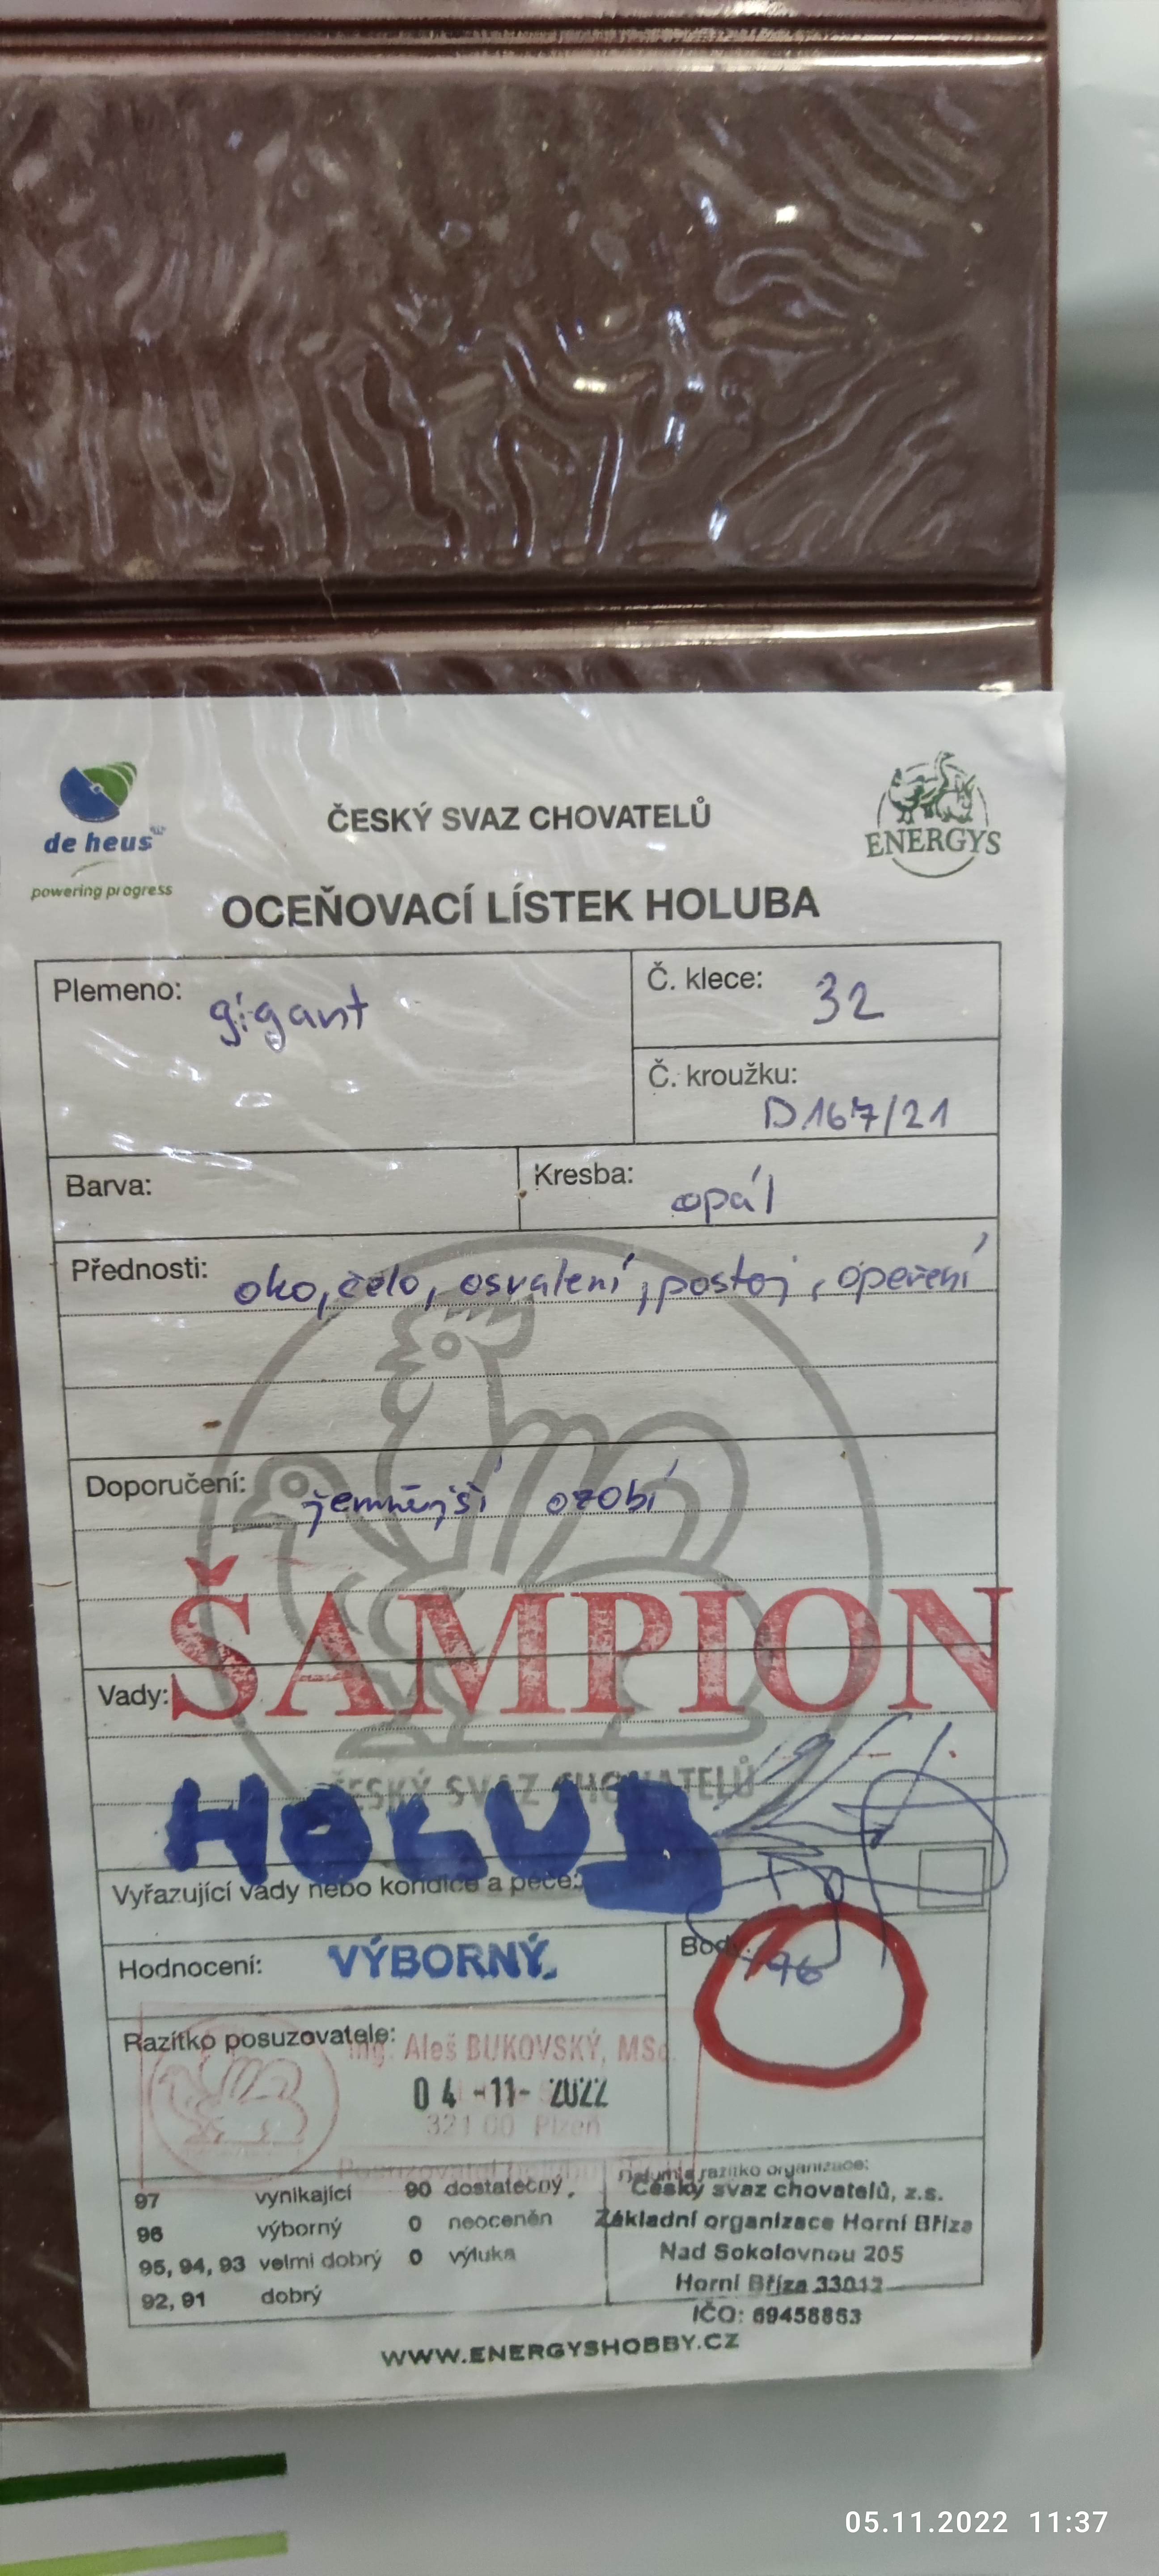 de heus
powering progress
ČESKÝ SVAZ CHOVATELŮ
ENERGYS
OCEŇOVACÍ LÍSTEK HOLUBA
Plemeno: gigant
Č. klece: 32
Č. kroužku:
D167/21
Barva:
Kresba: opál
Přednosti: oko, čelo, osvalení, postoj, opeření
Doporučení: jemnější ozobí
ŠAMPION
Vady:
ČESKÝ SVAZ CHOVATELŮ
HOLUB
Vyřazující vady nebo kondice a péče:
Hodnocení: VÝBORNÝ
Body: 96
Razítko posuzovatele:
Ing. Aleš BUKOVSKÝ, MSc.
04-11-2022
321 00 Plzeň
Posuzovatel
97 vynikající 90 dostatečný
96 výborný 0 neoceněn
95, 94, 93 velmi dobrý 0 výluka
92, 91 dobrý
Datum a razítko organizace:
Český svaz chovatelů, z.s.
Základní organizace Horní Bříza
Nad Sokolovnou 205
Horní Bříza 33012
IČO: 69458863
WWW.ENERGYSHOBBY.CZ
05.11.2022 11:37